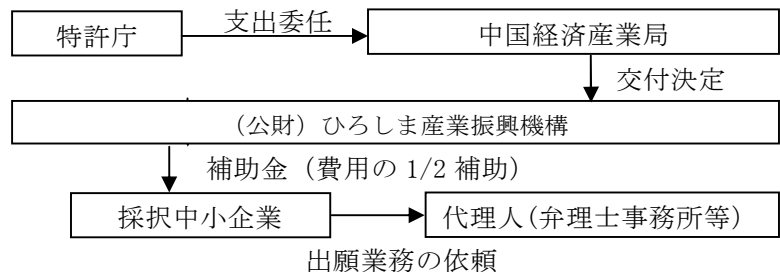 特許庁
支出委任
中国経済産業局
交付決定
（公財）ひろしま産業振興機構
補助金（費用の 1/2 補助）
採択中小企業
代理人（弁理士事務所等）
出願業務の依頼